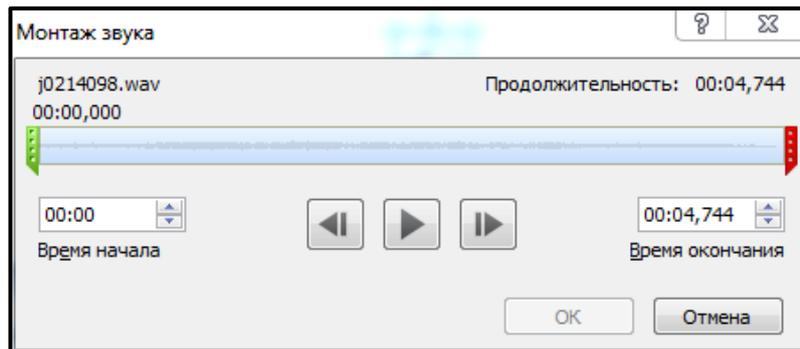 Монтаж звука
j0214098.wav
Продолжительность: 00:04,744
00:00,000
00:00
00:04,744
Время начала
Время окончания
ОК
Отмена